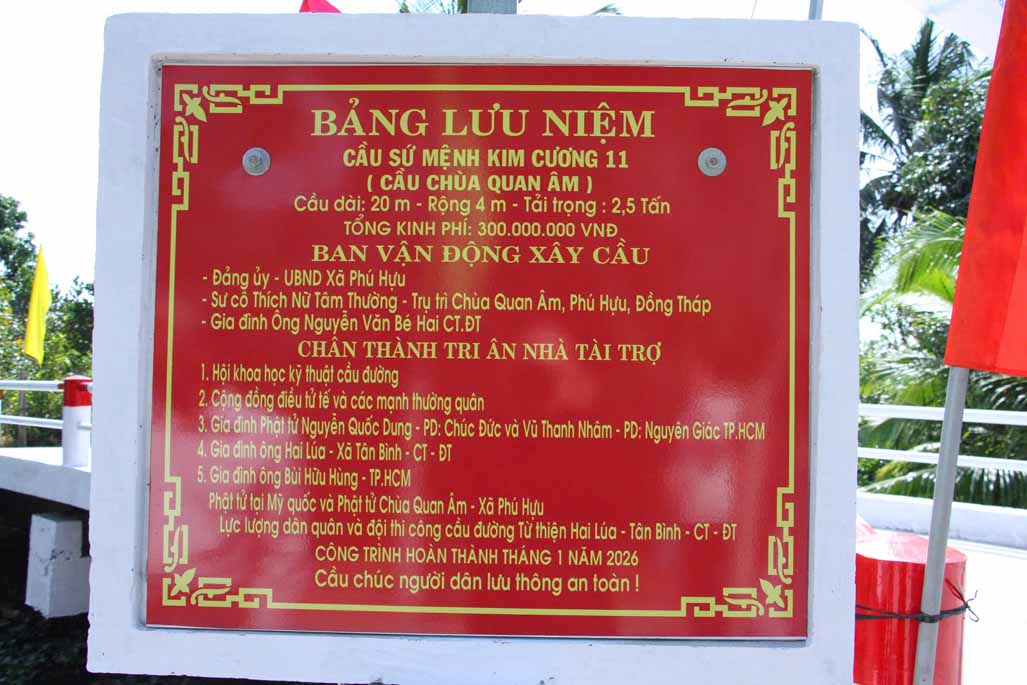 BẢNG LƯU NIỆM
CẦU SỨ MỆNH KIM CƯƠNG 11
( CẦU CHÙA QUAN ÂM )
Cầu dài: 20 m - Rộng 4 m - Tải trọng : 2,5 Tấn
TỔNG KINH PHÍ: 300.000.000 VNĐ
BAN VẬN ĐỘNG XÂY CẦU
- Đảng ủy - UBND Xã Phú Hựu
- Sư cô Thích Nữ Tâm Thường - Trụ trì Chùa Quan Âm, Phú Hựu, Đồng Tháp
- Gia đình Ông Nguyễn Văn Bé Hai CT.ĐT
CHÂN THÀNH TRI ÂN NHÀ TÀI TRỢ
1. Hội khoa học kỹ thuật cầu đường
2. Cộng đồng điều tử tế và các mạnh thường quân
3. Gia đình Phật tử Nguyễn Quốc Dung - PD: Chúc Đức và Vũ Thanh Nhâm - PD: Nguyên Giác TP.HCM
4. Gia đình ông Hai Lúa - Xã Tân Bình - CT - ĐT
5. Gia đình ông Bùi Hữu Hùng - TP.HCM
Phật tử tại Mỹ quốc và Phật tử Chùa Quan Âm - Xã Phú Hựu
Lực lượng dân quân và đội thi công cầu đường Từ thiện Hai Lúa - Tân Bình - CT - ĐT
CÔNG TRÌNH HOÀN THÀNH THÁNG 1 NĂM 2026
Cầu chúc người dân lưu thông an toàn !